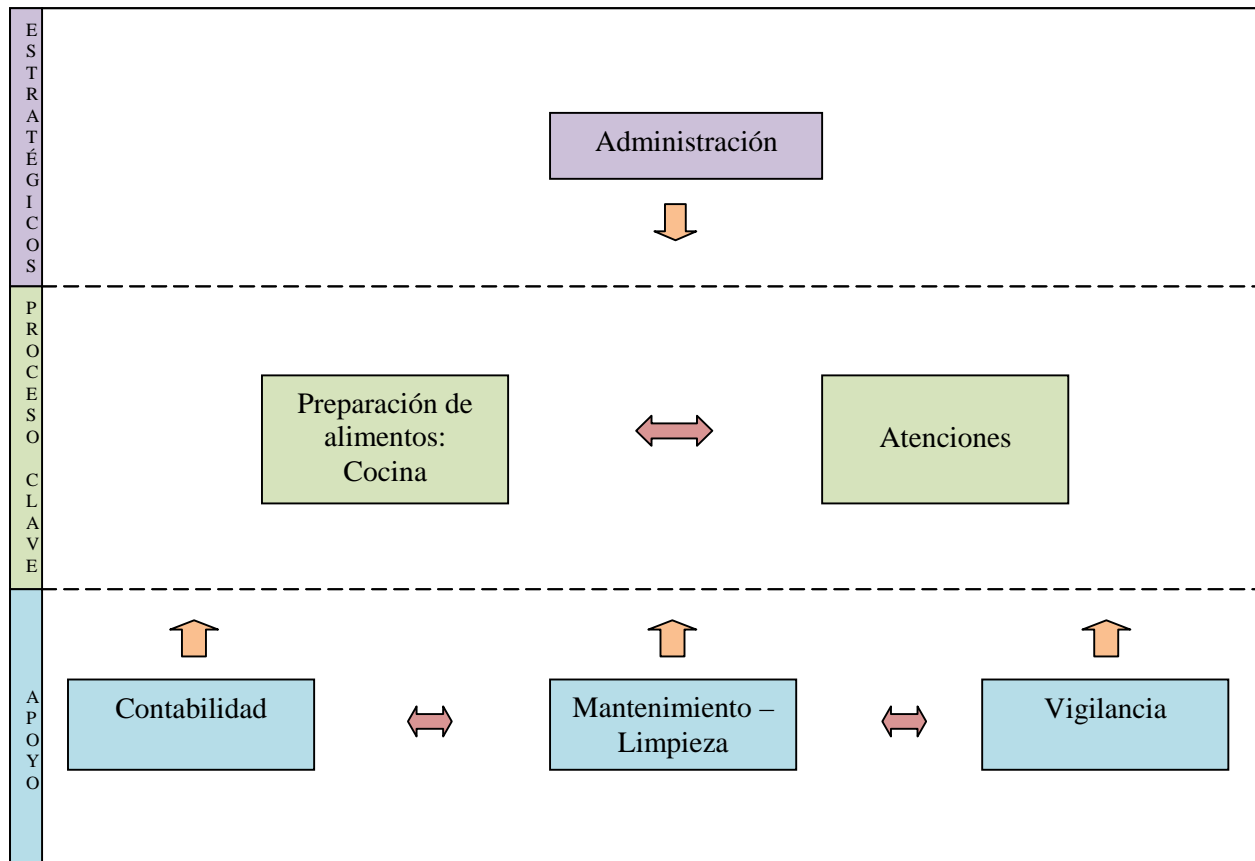 ESTRATÉGICOS
Administración
PROCESO CLAVE
Preparación de
alimentos:
Cocina
Atenciones
APOYO
Contabilidad
Mantenimiento –
Limpieza
Vigilancia